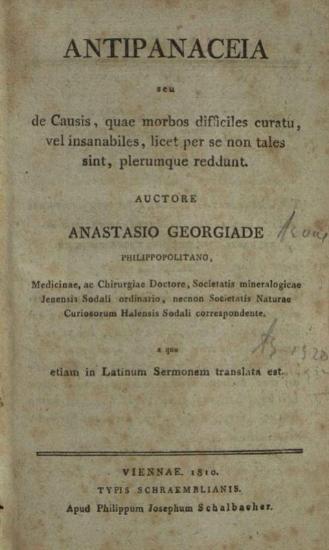 ANTIPANACEIA
seu
de Causis, quae morbos difficiles curatu,
vel insanabiles, licet per se non tales
sint, plerumque reddunt.
AUCTORE
ANASTASIO GEORGIADE
PHILIPPOPOLITANO,
Medicinae, ac Chirurgiae Doctore, Societatis mineralogicae
Jenensis Sodali ordinario, necnon Societatis Naturae
Curiosorum Halensis Sodali correspondente.
a quo
etiam in Latinum Sermonem translata est.
VIENNAE. 1810.
TYPIS SCHRAEMBLIANIS.
Apud Philippum Josephum Schalbacher.